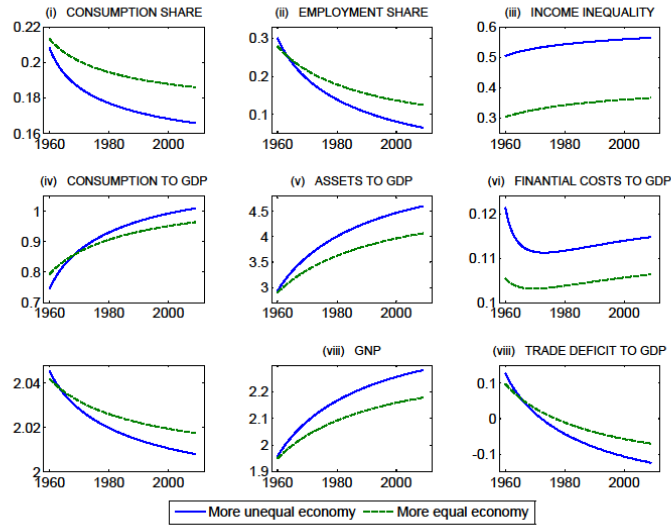 (i) CONSUMPTION SHARE
(ii) EMPLOYMENT SHARE
(iii) INCOME INEQUALITY
0.22
0.2
0.18
0.16
1960 1980 2000
0.3
0.2
0.1
1960 1980 2000
0.6
0.5
0.4
0.3
1960 1980 2000
(iv) CONSUMPTION TO GDP
(v) ASSETS TO GDP
(vi) FINANCIAL COSTS TO GDP
1
0.9
0.8
0.7
1960 1980 2000
4.5
4
3.5
3
1960 1980 2000
0.12
0.11
0.1
1960 1980 2000
(viii) GNP
(viii) TRADE DEFICIT TO GDP
2.04
2.02
2
1960 1980 2000
2.2
2.1
2
1.9
1960 1980 2000
0.1
0
-0.1
1960 1980 2000
More unequal economy
More equal economy